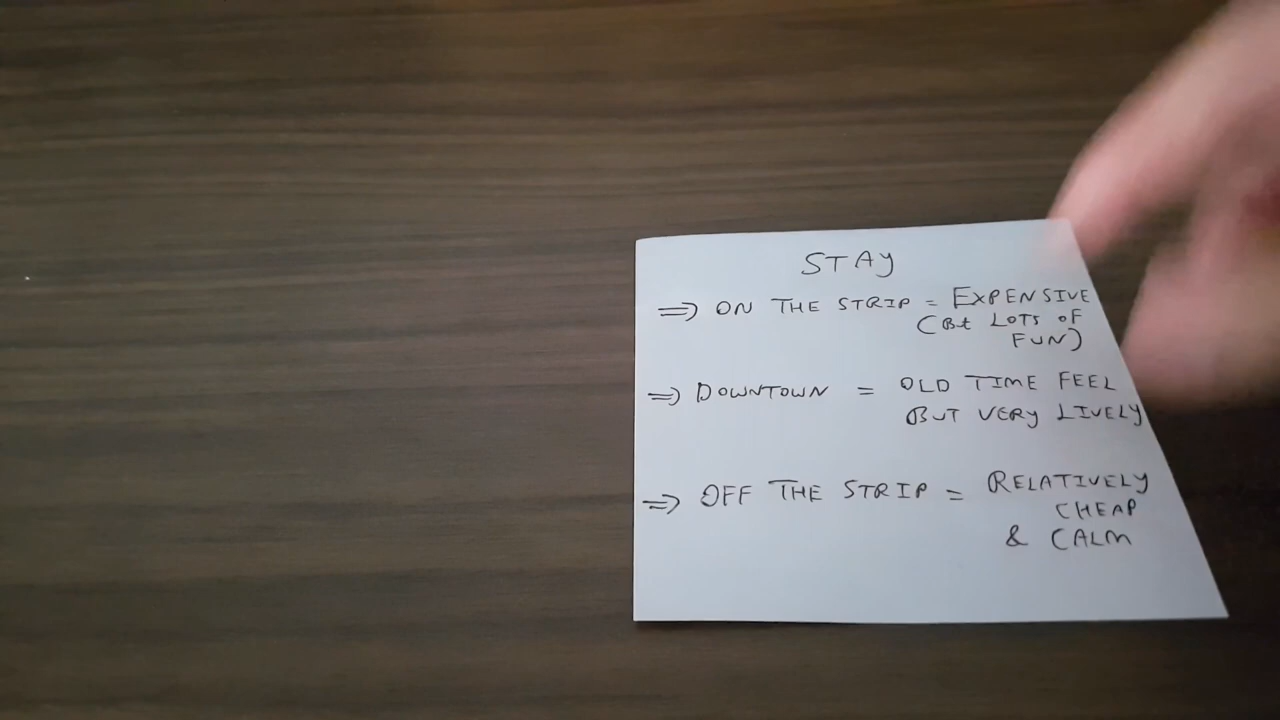 STAY
⇒ ON THE STRIP = EXPENSIVE
(But LOTS OF
FUN)
⇒ DOWNTOWN = OLD TIME FEEL
BUT VERY LIVELY
⇒ OFF THE STRIP = RELATIVELY
CHEAP
& CALM